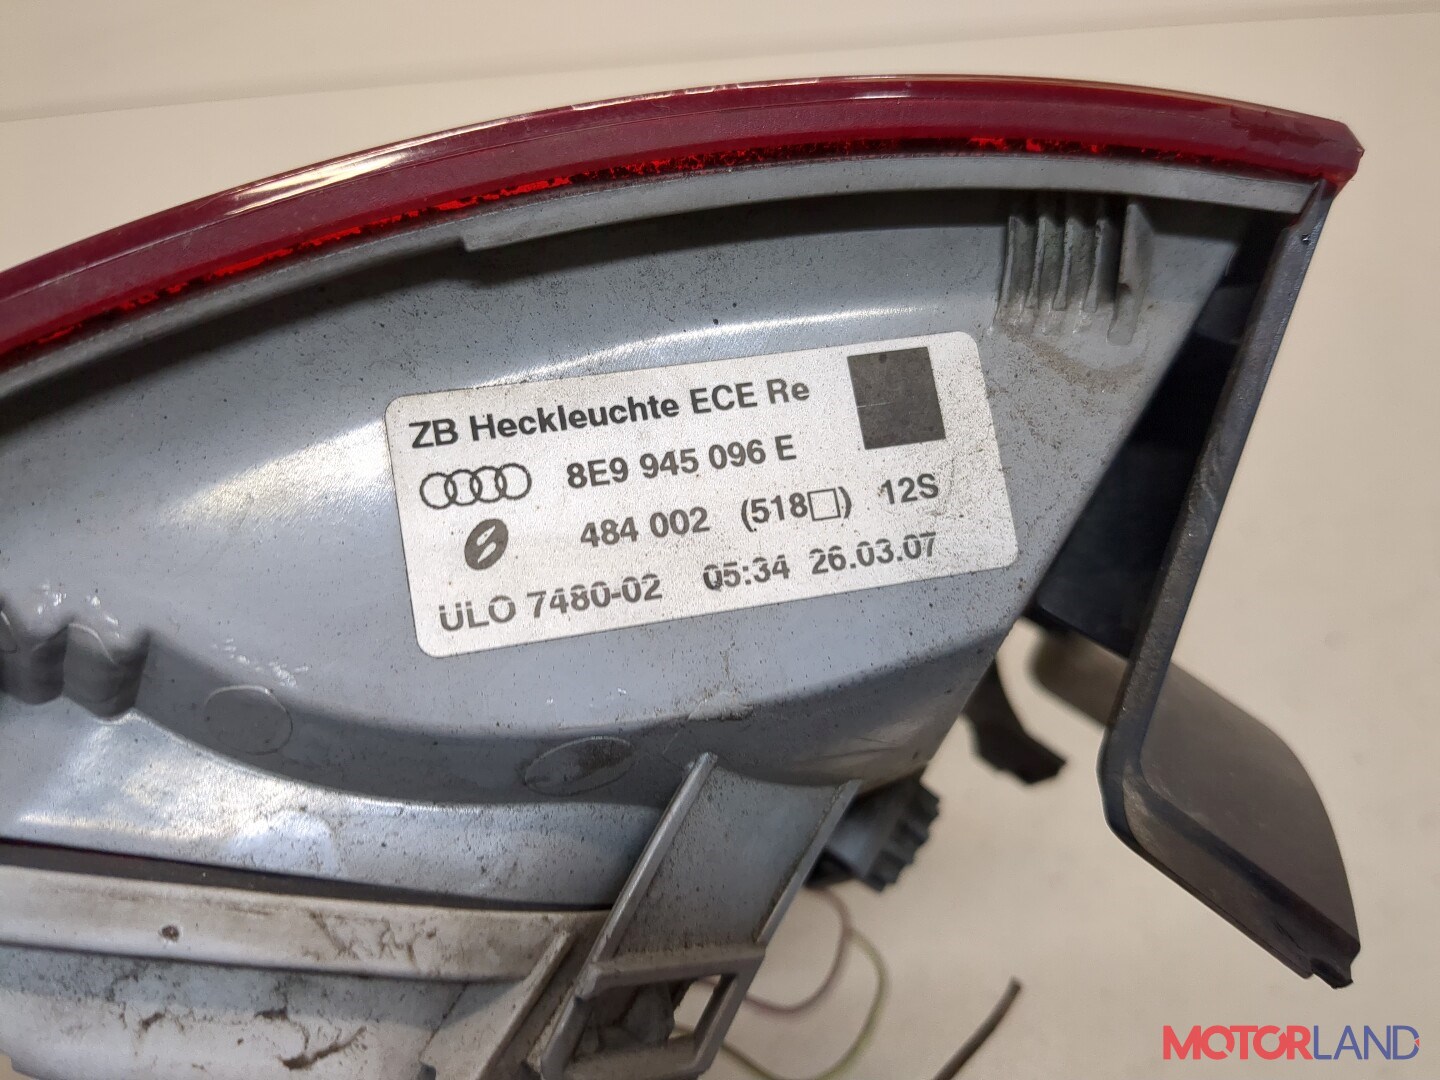 ZB Heckleuchte ECE Re
8E9 945 096 E
484 002 (518□) 12S
ULO 7480-02 05:34 26.03.07
MOTORLAND